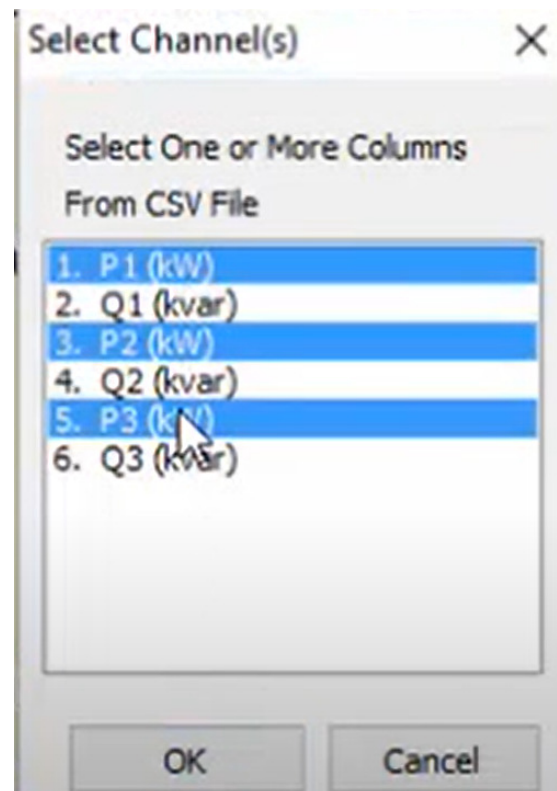 Select Channel(s)
Select One or More Columns
From CSV File
1. P1 (kW)
2. Q1 (kvar)
3. P2 (kW)
4. Q2 (kvar)
5. P3 (kW)
6. Q3 (kvar)
OK
Cancel